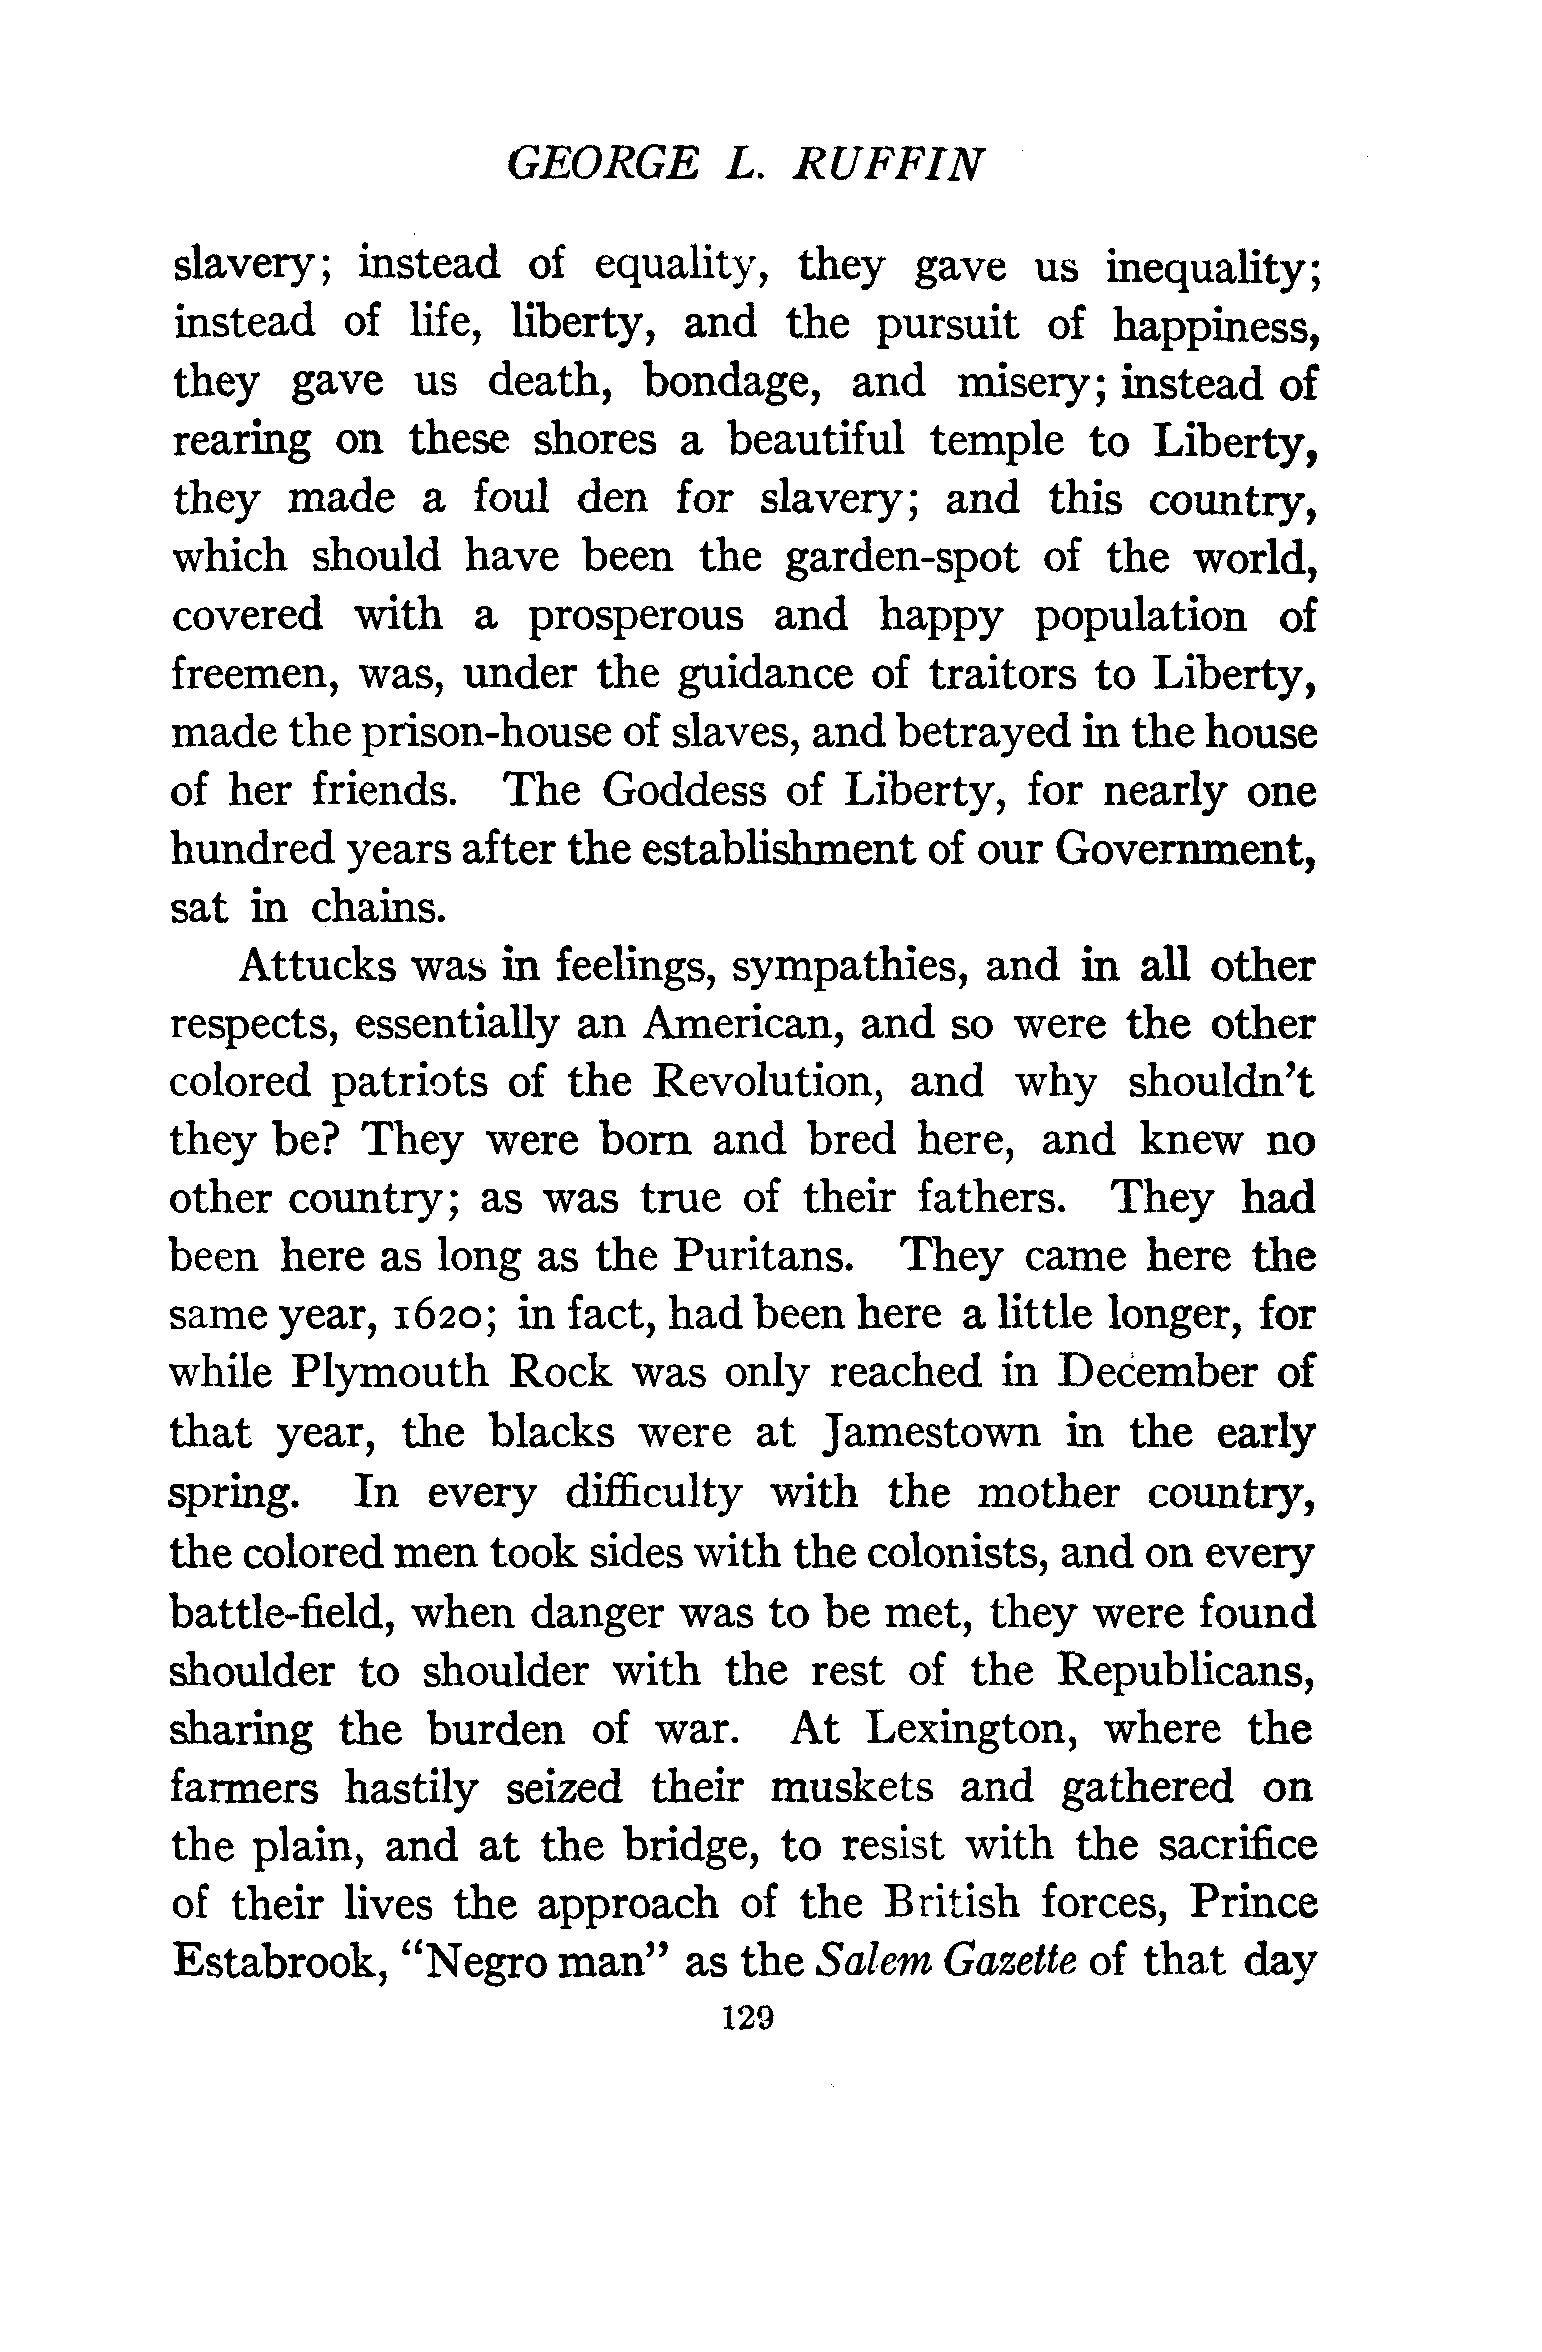 GEORGE L. RUFFIN
slavery; instead of equality, they gave us inequality;
instead of life, liberty, and the pursuit of happiness,
they gave us death, bondage, and misery; instead of
rearing on these shores a beautiful temple to Liberty,
they made a foul den for slavery; and this country,
which should have been the garden-spot of the world,
covered with a prosperous and happy population of
freemen, was, under the guidance of traitors to Liberty,
made the prison-house of slaves, and betrayed in the house
of her friends. The Goddess of Liberty, for nearly one
hundred years after the establishment of our Government,
sat in chains.
Attucks was in feelings, sympathies, and in all other
respects, essentially an American, and so were the other
colored patriots of the Revolution, and why shouldn't
they be? They were born and bred here, and knew no
other country; as was true of their fathers. They had
been here as long as the Puritans. They came here the
same year, 1620; in fact, had been here a little longer, for
while Plymouth Rock was only reached in December of
that year, the blacks were at Jamestown in the early
spring. In every difficulty with the mother country,
the colored men took sides with the colonists, and on every
battle-field, when danger was to be met, they were found
shoulder to shoulder with the rest of the Republicans,
sharing the burden of war. At Lexington, where the
farmers hastily seized their muskets and gathered on
the plain, and at the bridge, to resist with the sacrifice
of their lives the approach of the British forces, Prince
Estabrook, "Negro man" as the Salem Gazette of that day
129